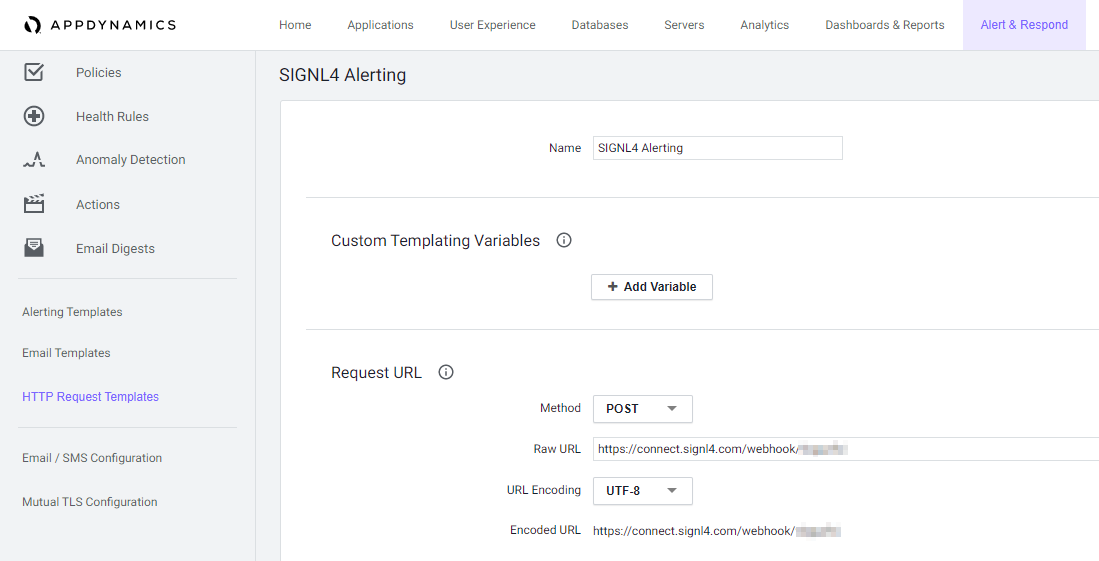 APPDYNAMICS
Home Applications User Experience Databases Servers Analytics Dashboards & Reports Alert & Respond
Policies
Health Rules
Anomaly Detection
Actions
Email Digests
Alerting Templates
Email Templates
HTTP Request Templates
Email / SMS Configuration
Mutual TLS Configuration
SIGNL4 Alerting
Name SIGNL4 Alerting
Custom Templating Variables
+ Add Variable
Request URL
Method POST
Raw URL https://connect.signl4.com/webhook/
URL Encoding UTF-8
Encoded URL https://connect.signl4.com/webhook/